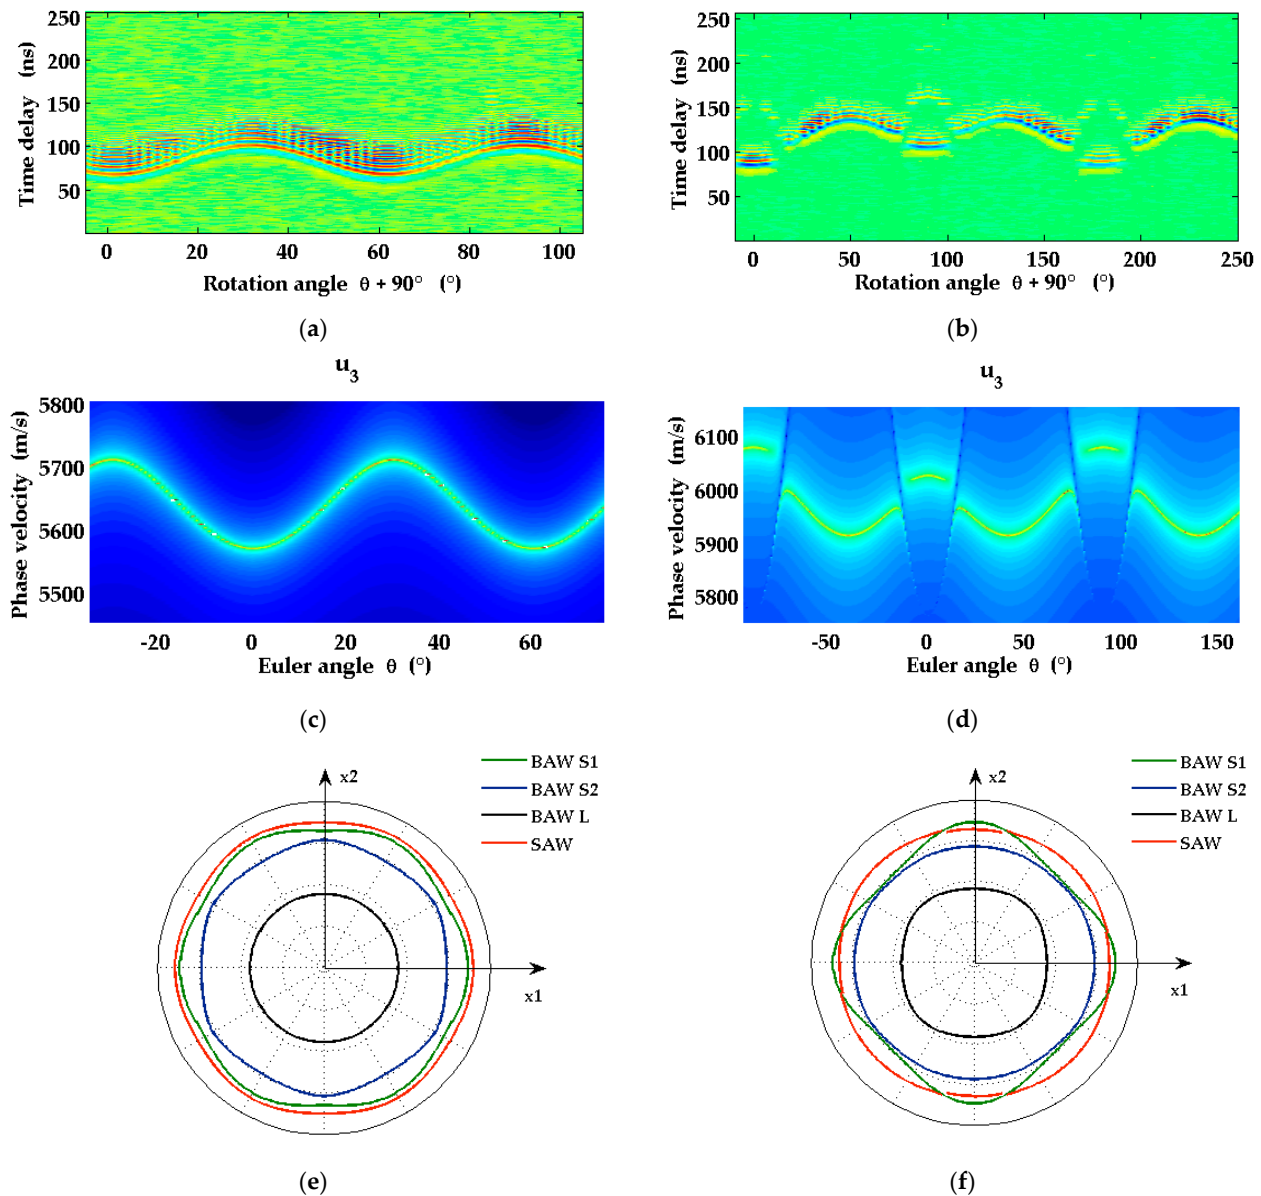 250
200
150
100
50
Time delay (ns)
0 20 40 60 80 100
Rotation angle θ + 90° (°)
(a)
250
200
150
100
50
Time delay (ns)
0 50 100 150 200 250
Rotation angle θ + 90° (°)
(b)
u3
5800
5700
5600
5500
Phase velocity (m/s)
-20 0 20 40 60
Euler angle θ (°)
(c)
u3
6100
6000
5900
5800
Phase velocity (m/s)
-50 0 50 100 150
Euler angle θ (°)
(d)
BAW S1
BAW S2
BAW L
SAW
x2
x1
(e)
BAW S1
BAW S2
BAW L
SAW
x2
x1
(f)